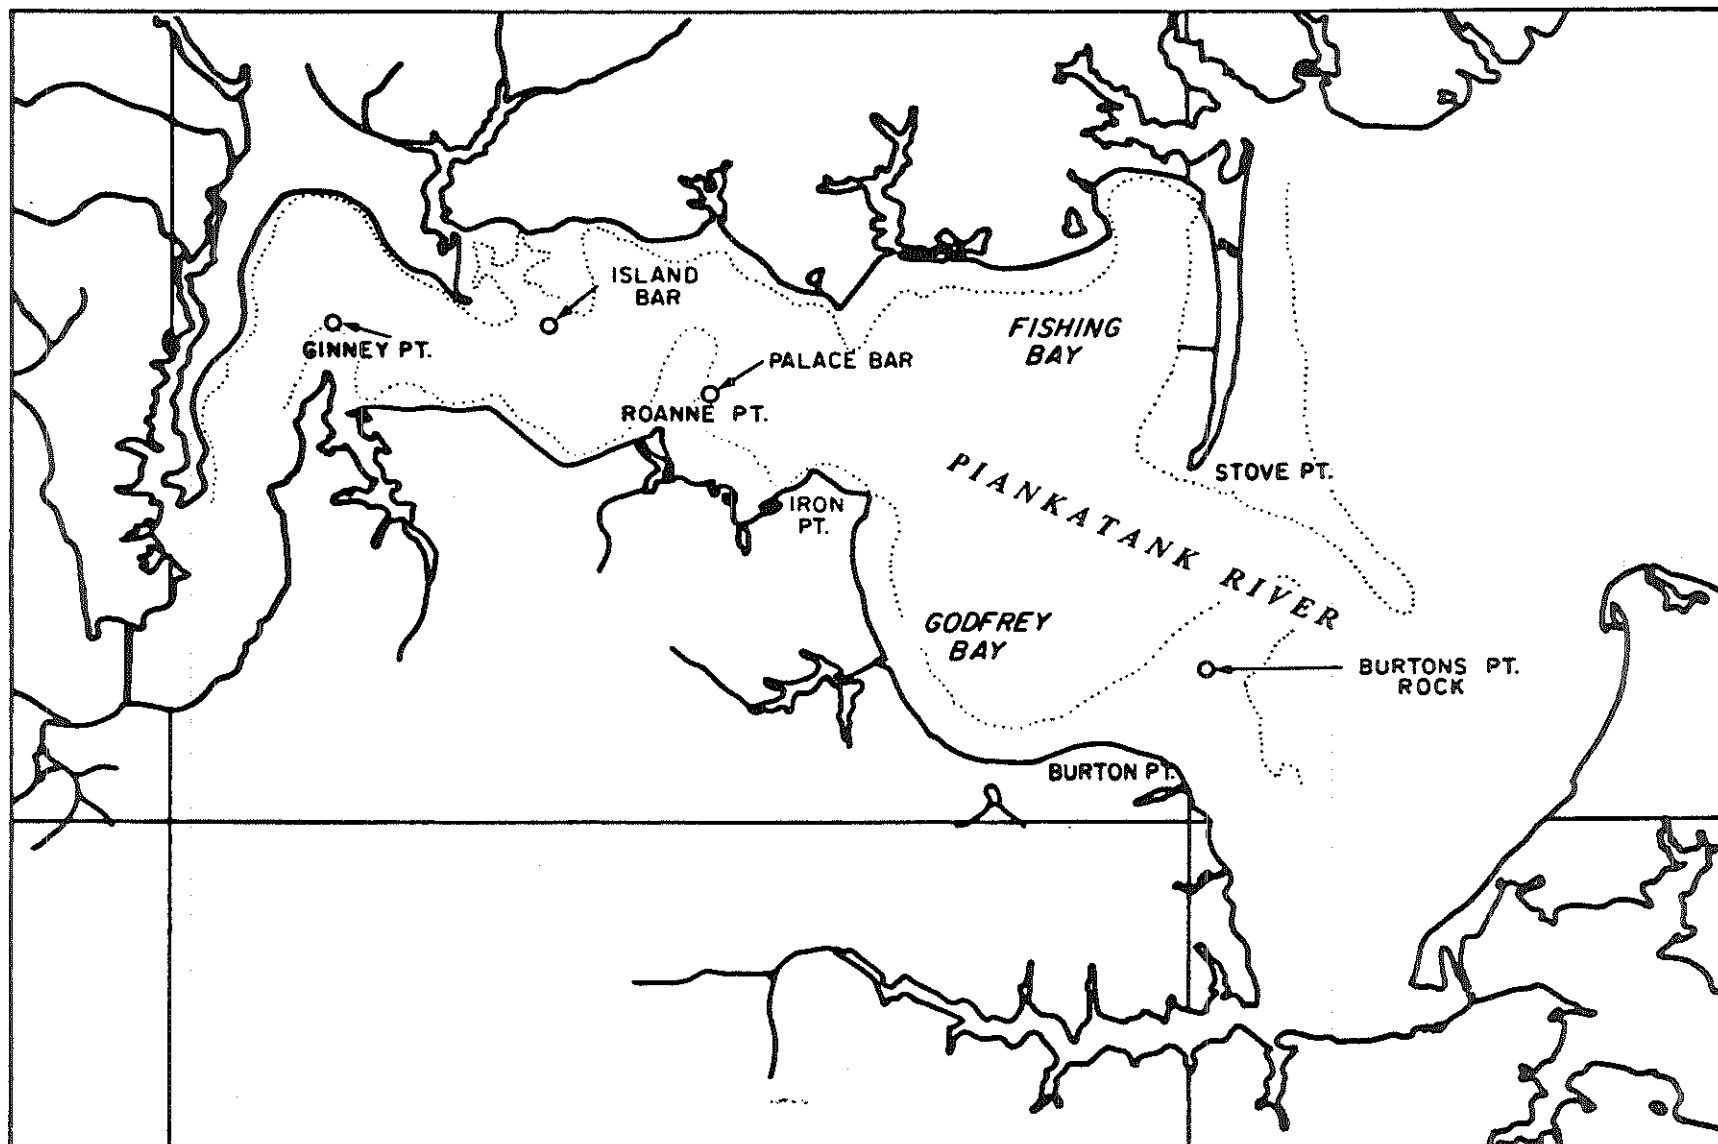 ISLAND
BAR
GINNEY PT.
FISHING
BAY
PALACE BAR
ROANNE PT.
STOVE PT.
IRON
PT.
PIANKATANK RIVER
GODFREY
BAY
BURTONS PT.
ROCK
BURTON PT.